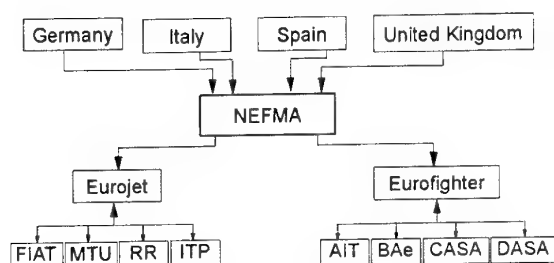 Germany Italy Spain United Kingdom
NEFMA
Eurojet Eurofighter
FiAT MTU RR ITP AiT BAe CASA DASA